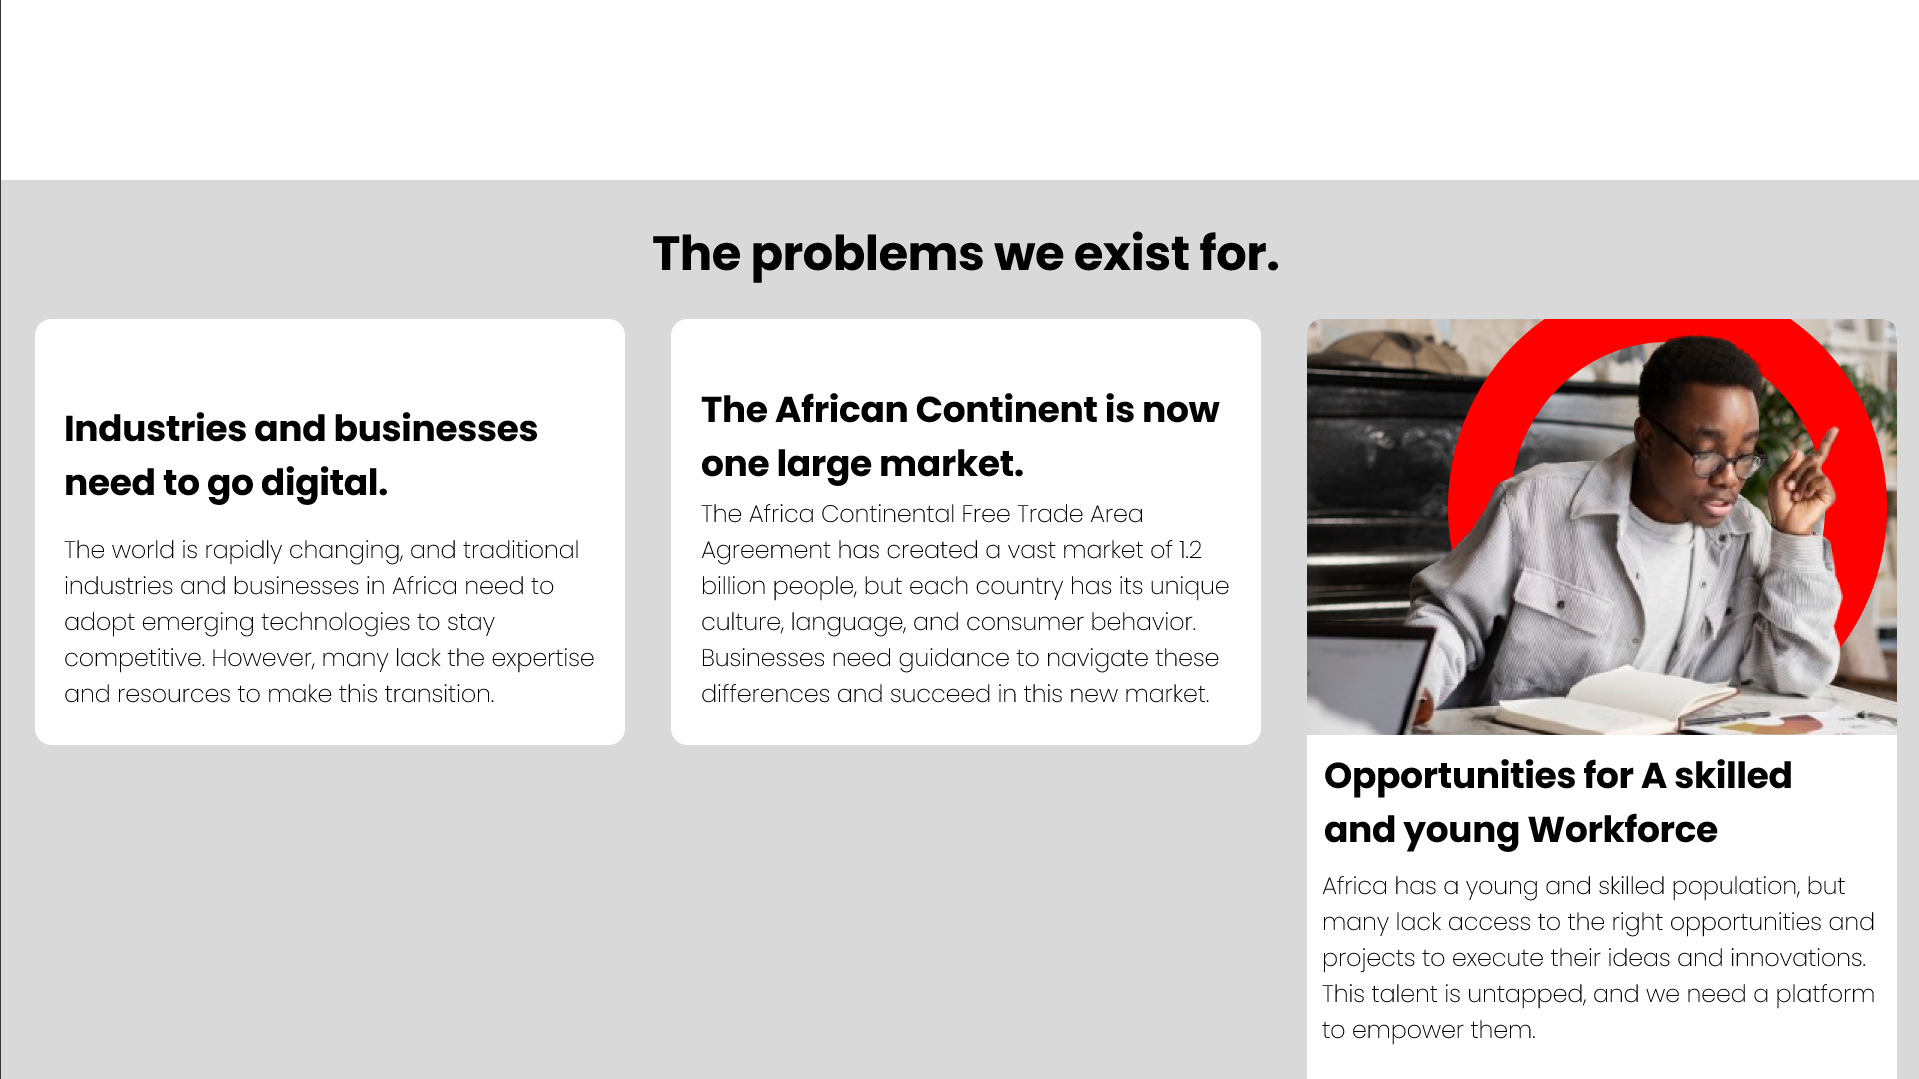 The problems we exist for.
Industries and businesses
need to go digital.
The world is rapidly changing, and traditional
industries and businesses in Africa need to
adopt emerging technologies to stay
competitive. However, many lack the expertise
and resources to make this transition.
The African Continent is now
one large market.
The Africa Continental Free Trade Area
Agreement has created a vast market of 1.2
billion people, but each country has its unique
culture, language, and consumer behavior.
Businesses need guidance to navigate these
differences and succeed in this new market.
Opportunities for A skilled
and young Workforce
Africa has a young and skilled population, but
many lack access to the right opportunities and
projects to execute their ideas and innovations.
This talent is untapped, and we need a platform
to empower them.